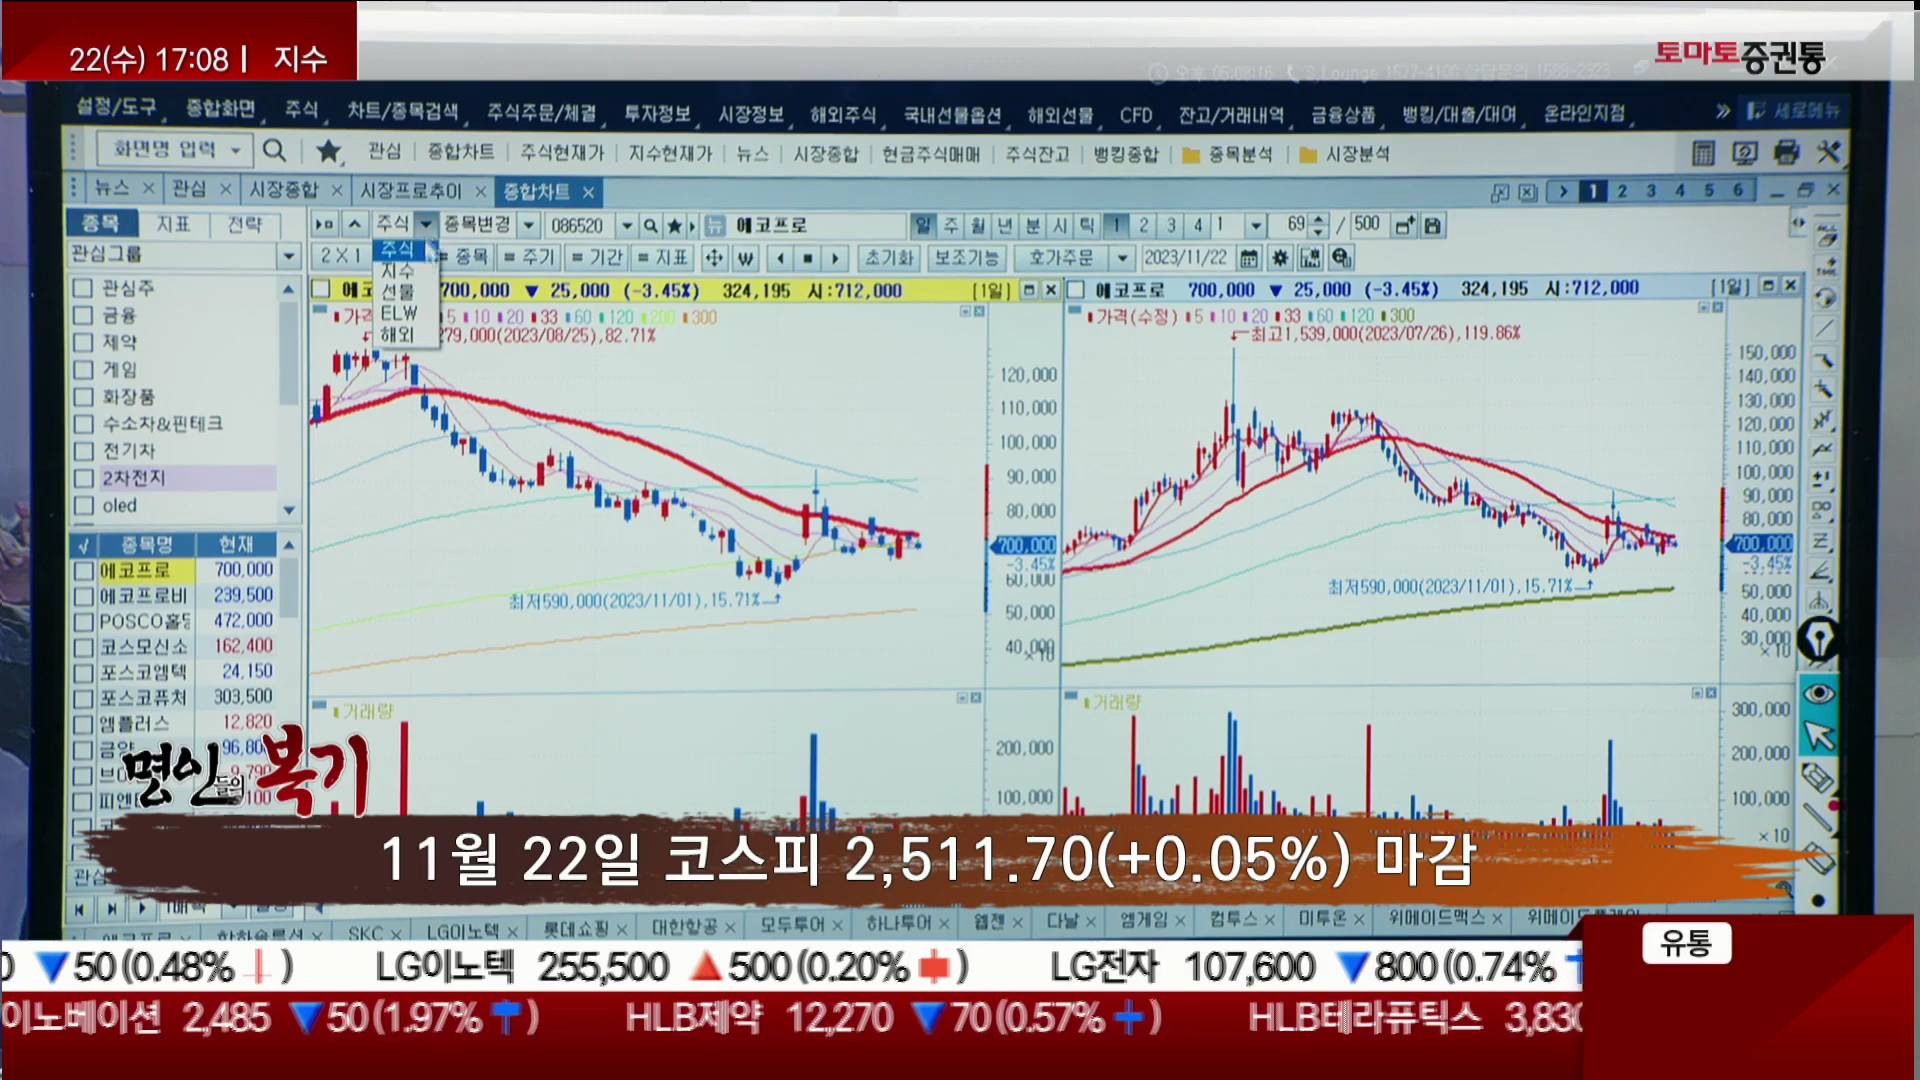 22(수) 17:08 | 지수
토마토증권통
설정/도구 종합화면 주식 차트/종목검색 주식주문/체결 투자정보 시장정보 해외주식 국내선물옵션 해외선물 CFD 잔고/거래내역 금융상품 뱅킹/대출/대여 온라인지점 » 세로메뉴
화면명 입력 관심 종합차트 주식현재가 지수현재가 뉴스 시장종합 현금주식매매 주식잔고 뱅킹종합 종목분석 시장분석
뉴스 × 관심 × 시장종합 × 시장프로추이 × 종합차트 × 1 2 3 4 5 6
종목 지표 전략 주식 종목변경 086520 뉴 에코프로 일 주 월 년 분 시 틱 1 2 3 4 1 69 / 500
관심그룹 2 X 1 = 종목 = 주기 = 기간 = 지표 W 초기화 보조기능 호가주문 2023/11/22
주식
지수
선물
ELW
해외
관심주
금융
제약
게임
화장품
수소차&핀테크
전기차
2차전지
oled
700,000 ▼ 25,000 (-3.45%) 324,195 시:712,000 [1일]
에코프로 700,000 ▼ 25,000 (-3.45%) 324,195 시:712,000 [1일]
5 10 20 33 60 120 200 300
279,000(2023/08/25),82.71%
가격(수정) 5 10 20 33 60 120 300
최고1,539,000(2023/07/26),119.86%
120,000
110,000
100,000
90,000
80,000
700,000
-3.45%
60,000
50,000
40,000
×10
최저590,000(2023/11/01),15.71%
150,000
140,000
130,000
120,000
110,000
100,000
90,000
80,000
700,000
-3.45%
50,000
40,000
30,000
×10
최저590,000(2023/11/01),15.71%
종목명 현재
에코프로 700,000
에코프로비 239,500
POSCO홀딩 472,000
코스모신소 162,400
포스코엠텍 24,150
포스코퓨처 303,500
엠플러스 12,820
금양 96,80
거래량
200,000
100,000
거래량
300,000
200,000
100,000
×10
명인들의 복기
11월 22일 코스피 2,511.70(+0.05%) 마감
SKC × LG이노텍 × 롯데쇼핑 × 대한항공 × 모두투어 × 하나투어 × 웹젠 × 다날 × 엠게임 × 컴투스 × 미투온 × 위메이드맥스 ×
▼50(0.48% ) LG이노텍 255,500 ▲500(0.20% ) LG전자 107,600 ▼800(0.74%
이노베이션 2,485 ▼50(1.97% ) HLB제약 12,270 ▼70(0.57% ) HLB테라퓨틱스 3,830
유통